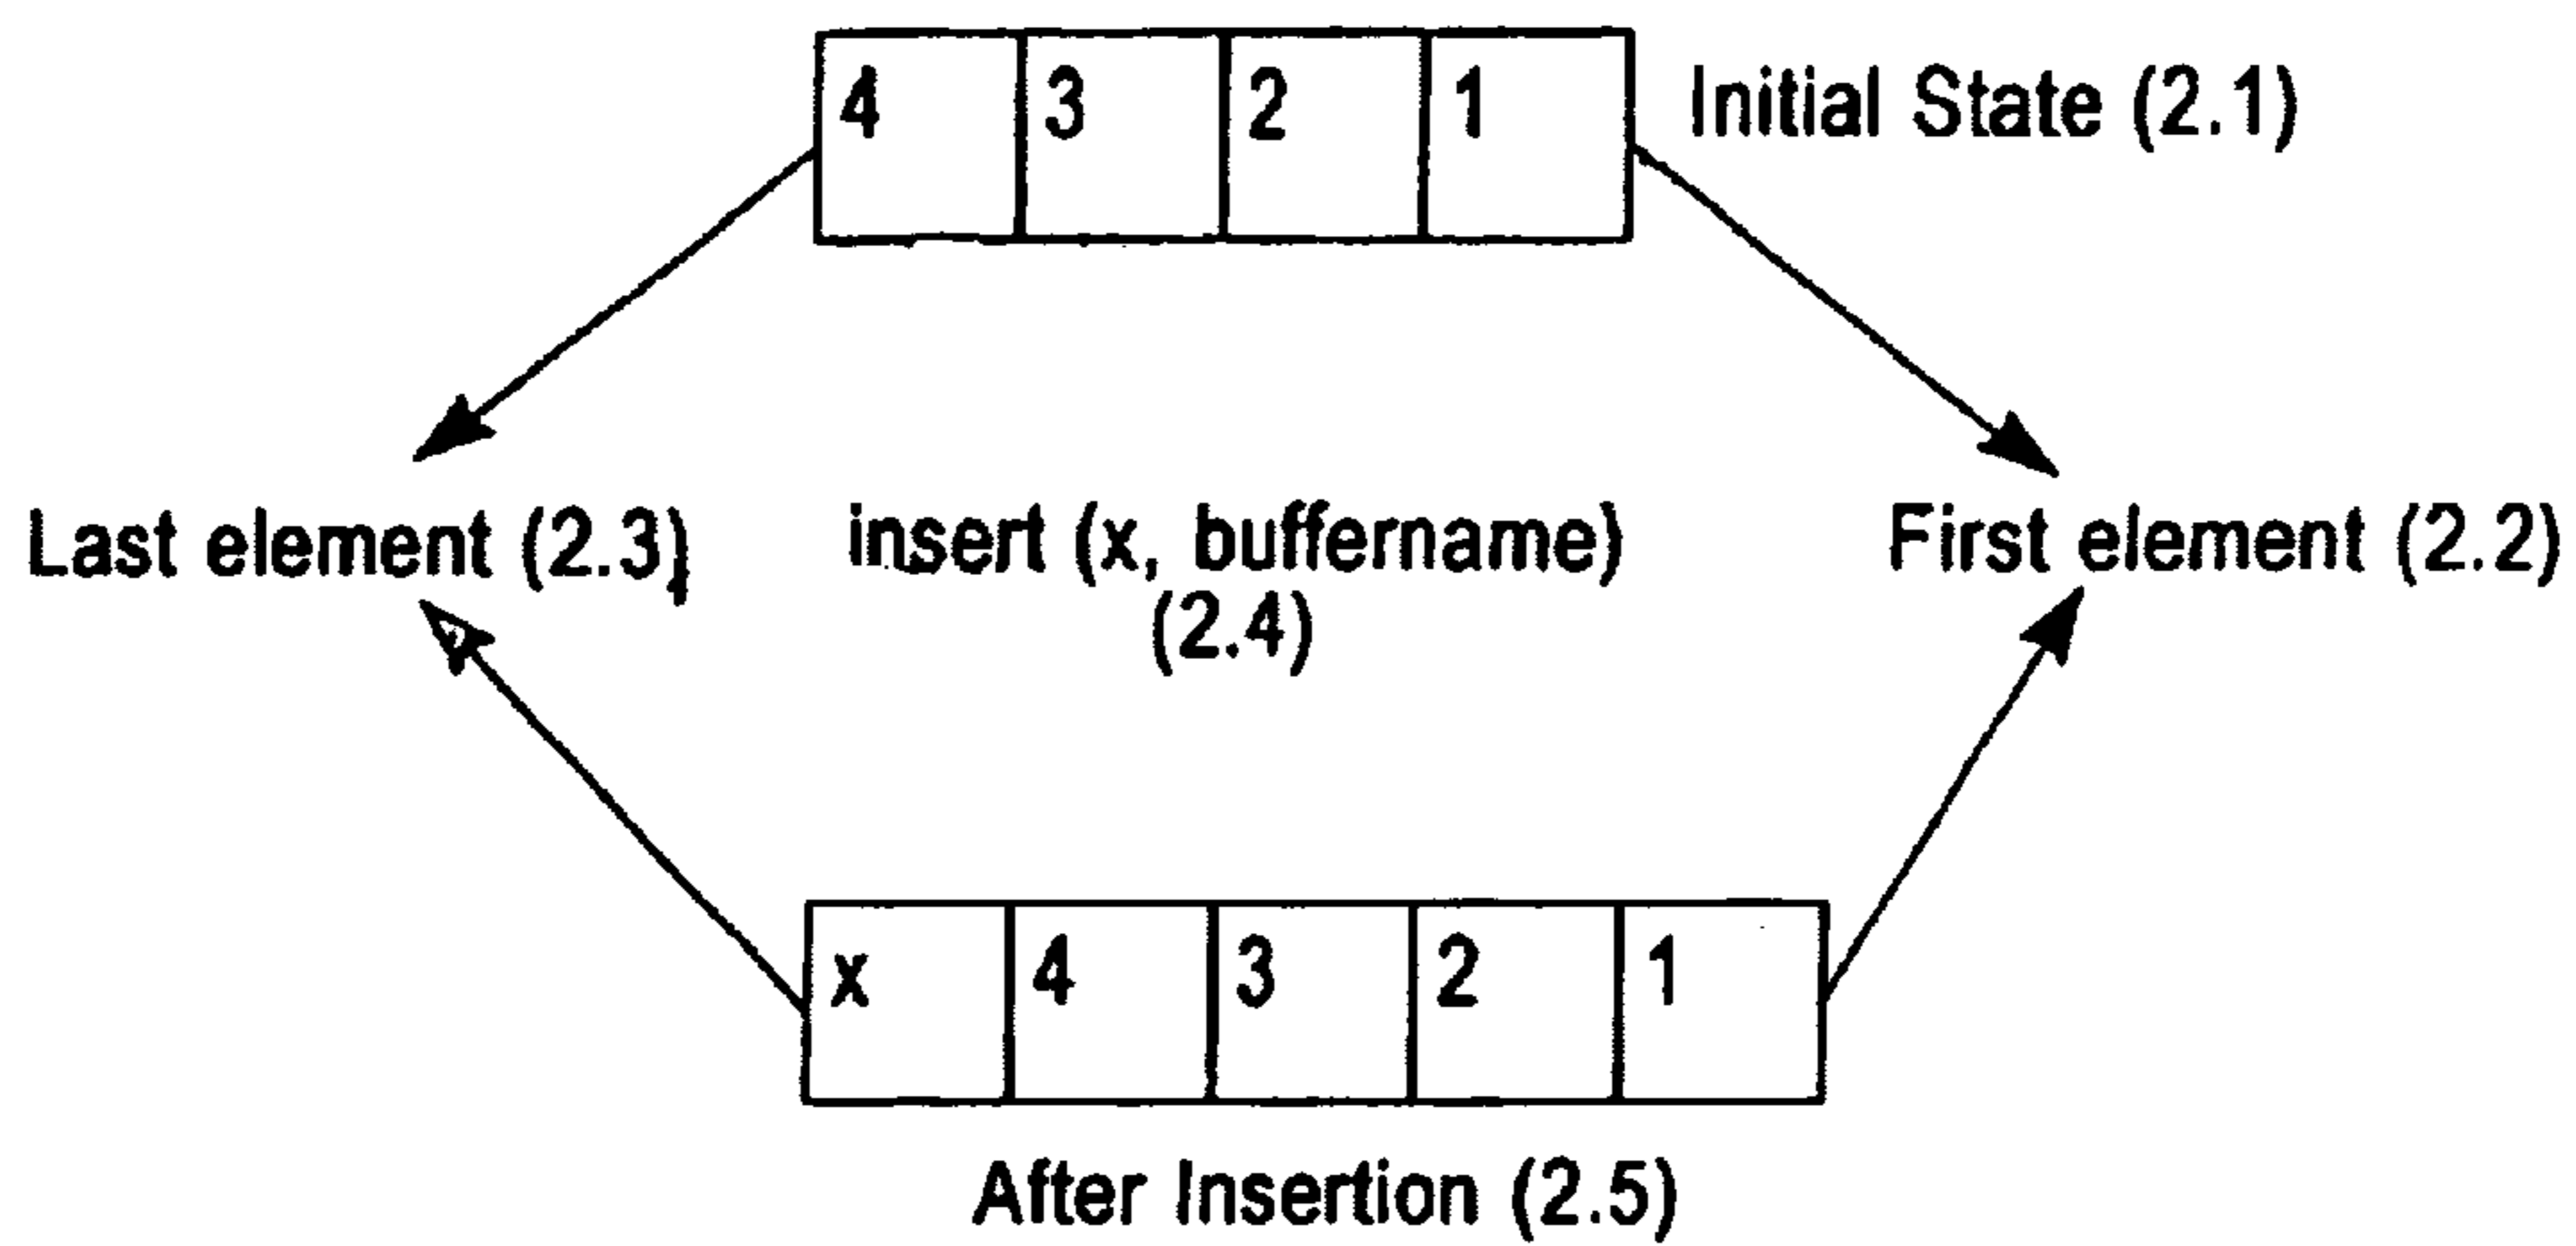 4 3 2 1 Initial State (2.1)
Last element (2.3) insert (x, buffername) First element (2.2)
(2.4)
x 4 3 2 1
After Insertion (2.5)